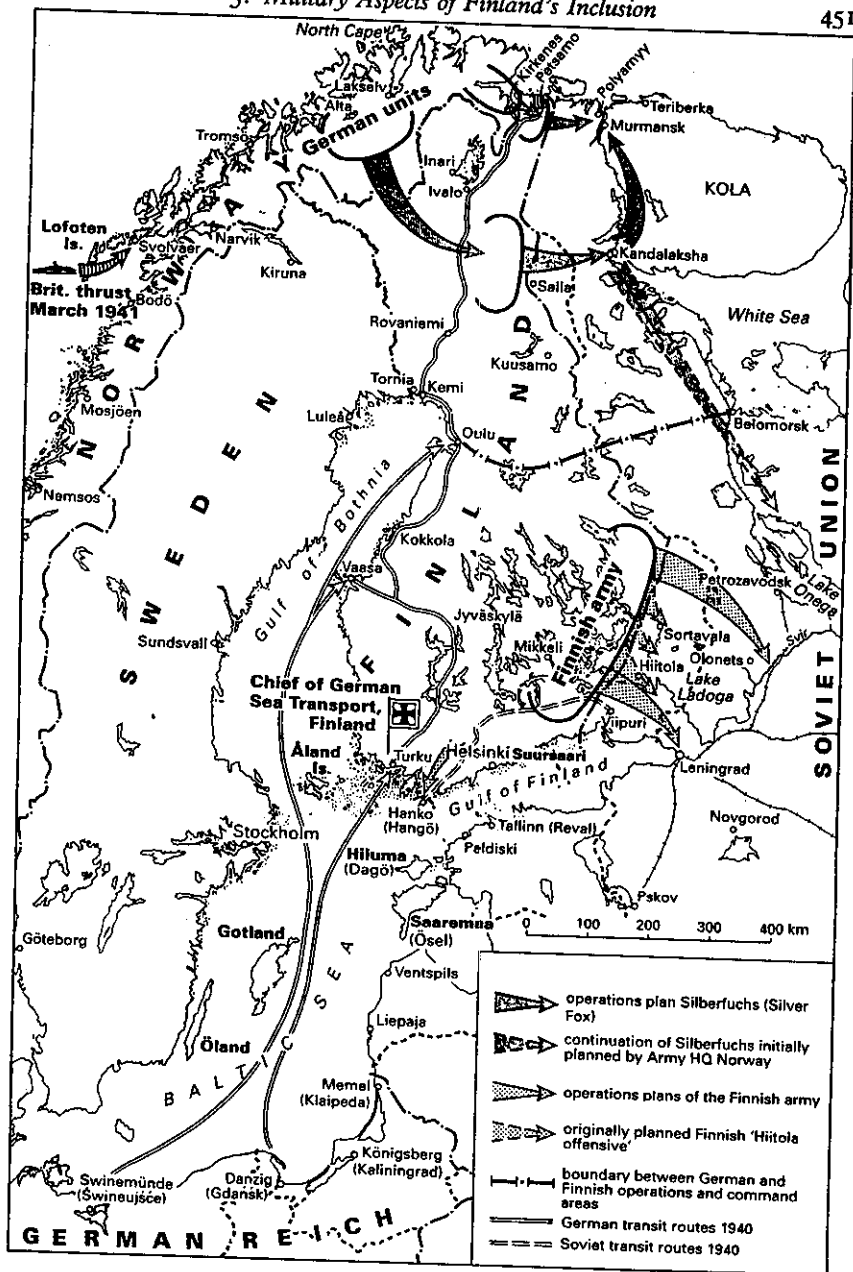 3. Military Aspects of Finland's Inclusion
451
North Cape
Kirkenes
Petsamo
Polyarnyy
Lakselv
Alta
Teriberka
Murmansk
German units
Tromsö
Inari
Ivalo
KOLA
Lofoten
Is.
Svolvaer
Narvik
Kiruna
Kandalaksha
Brit. thrust
March 1941
Bodö
Salla
White Sea
Rovaniemi
Kuusamo
NORWAY
Mosjöen
Tornia
Kemi
Luleå
Oulu
Belomorsk
Namsos
SWEDEN
Gulf of Bothnia
Kokkola
FINLAND
Vaasa
SOVIET UNION
Petrozavodsk
Lake
Onega
Sundsvall
Jyväskylä
Finnish army
Mikkeli
Sortavala
Svir
Hiitola
Olonets
Lake
Ladoga
Chief of German
Sea Transport,
Finland
Viipuri
Åland
Is.
Turku
Helsinki
Suursaari
Leningrad
Gulf of Finland
Hanko
(Hangö)
Stockholm
Tallinn (Reval)
Paldiski
Novgorod
Hiiumaa
(Dagö)
Pskov
Göteborg
Gotland
Saaremaa
(Ösel)
0 100 200 300 400 km
Ventspils
BALTIC SEA
Liepaja
Öland
Memel
(Klaipeda)
Königsberg
(Kaliningrad)
Swinemünde
(Świnoujście)
Danzig
(Gdańsk)
GERMAN REICH
operations plan Silberfuchs (Silver
Fox)
continuation of Silberfuchs initially
planned by Army HQ Norway
operations plans of the Finnish army
originally planned Finnish 'Hiitola
offensive'
boundary between German and
Finnish operations and command
areas
German transit routes 1940
Soviet transit routes 1940